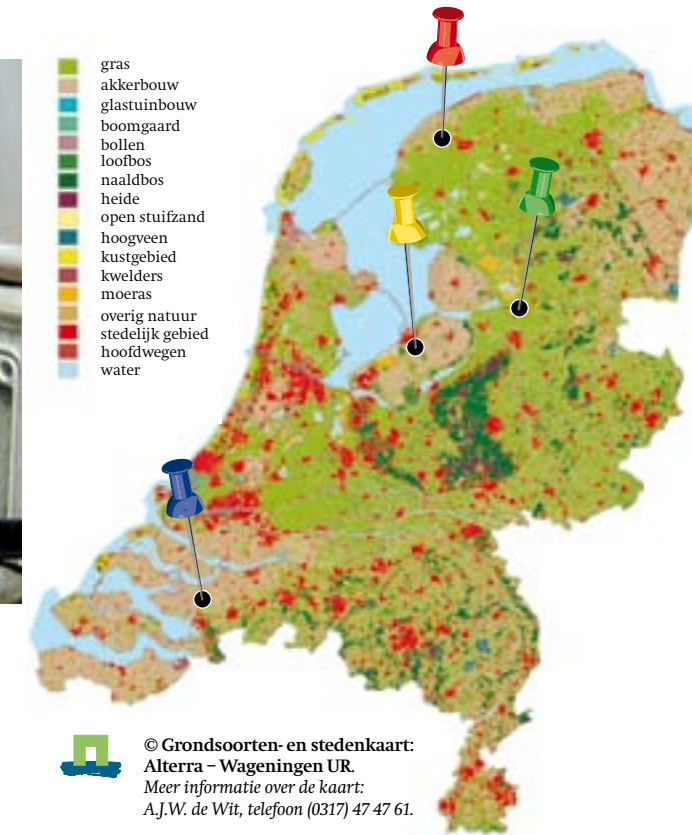 gras
akkerbouw
glastuinbouw
boomgaard
bollen
loofbos
naaldbos
heide
open stuifzand
hoogveen
kustgebied
kwelders
moeras
overig natuur
stedelijk gebied
hoofdwegen
water
© Grondsoorten- en stedenkaart:
Alterra – Wageningen UR.
Meer informatie over de kaart:
A.J.W. de Wit, telefoon (0317) 47 47 61.